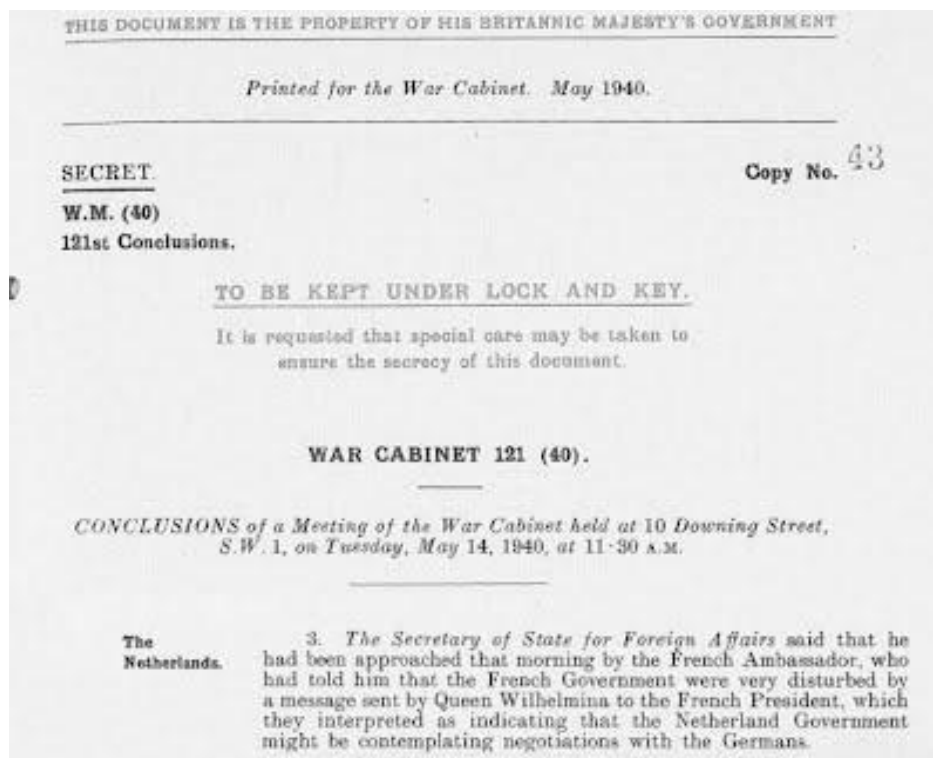 THIS DOCUMENT IS THE PROPERTY OF HIS BRITANNIC MAJESTY'S GOVERNMENT
Printed for the War Cabinet. May 1940.
SECRET.
Copy No. 43
W.M. (40)
121st Conclusions.
TO BE KEPT UNDER LOCK AND KEY.
It is requested that special care may be taken to
ensure the secrecy of this document.
WAR CABINET 121 (40).
CONCLUSIONS of a Meeting of the War Cabinet held at 10 Downing Street,
S.W. 1, on Tuesday, May 14, 1940, at 11·30 A.M.
The
Netherlands.
3. The Secretary of State for Foreign Affairs said that he
had been approached that morning by the French Ambassador, who
had told him that the French Government were very disturbed by
a message sent by Queen Wilhelmina to the French President, which
they interpreted as indicating that the Netherland Government
might be contemplating negotiations with the Germans.